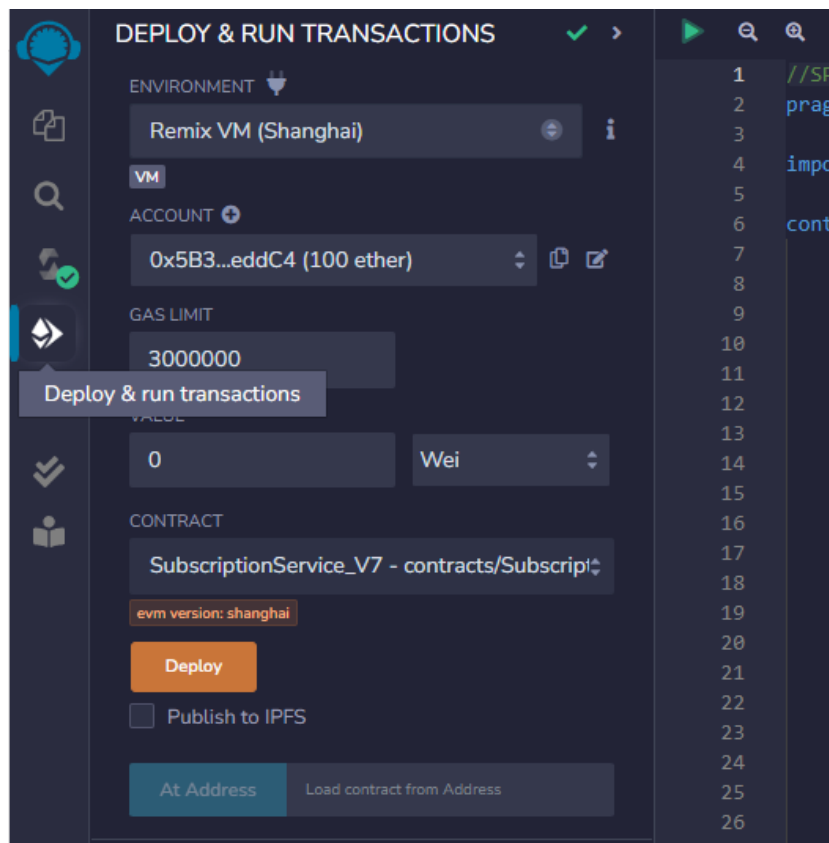 DEPLOY & RUN TRANSACTIONS
ENVIRONMENT
Remix VM (Shanghai)
VM
ACCOUNT
0x5B3...eddC4 (100 ether)
GAS LIMIT
3000000
Deploy & run transactions
VALUE
0 Wei
CONTRACT
SubscriptionService_V7 - contracts/Subscript
evm version: shanghai
Deploy
Publish to IPFS
At Address Load contract from Address
1 //SP
2 prag
3
4 impo
5
6 cont
7
8
9
10
11
12
13
14
15
16
17
18
19
20
21
22
23
24
25
26